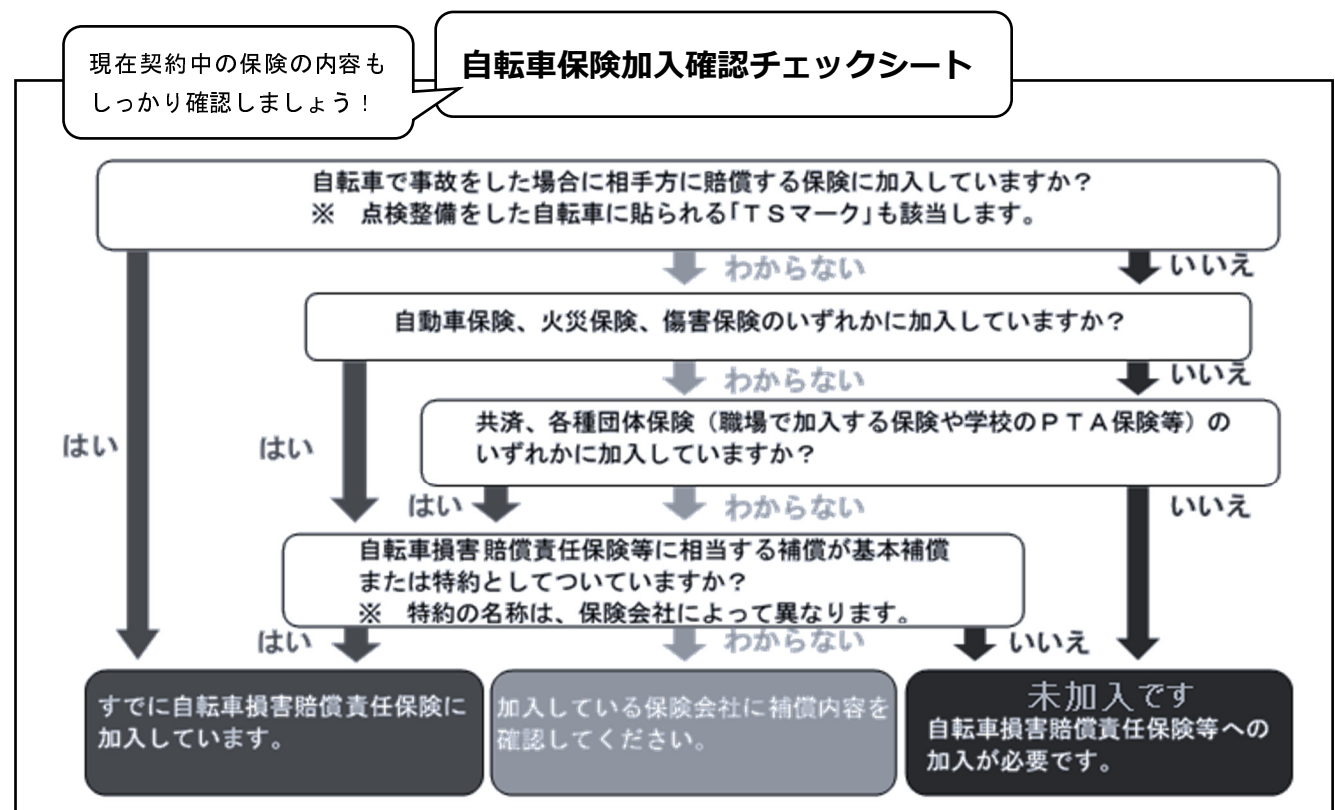 現在契約中の保険の内容も
しっかり確認しましょう！
自転車保険加入確認チェックシート
自転車で事故をした場合に相手方に賠償する保険に加入していますか？
※　点検整備をした自転車に貼られる「ＴＳマーク」も該当します。
わからない
いいえ
自動車保険、火災保険、傷害保険のいずれかに加入していますか？
わからない
いいえ
共済、各種団体保険（職場で加入する保険や学校のＰＴＡ保険等）の
いずれかに加入していますか？
はい
はい
はい
わからない
いいえ
自転車損害賠償責任保険等に相当する補償が基本補償
または特約としてついていますか？
※　特約の名称は、保険会社によって異なります。
はい
わからない
いいえ
すでに自転車損害賠償責任保険に
加入しています。
加入している保険会社に補償内容を
確認してください。
未加入です
自転車損害賠償責任保険等への
加入が必要です。